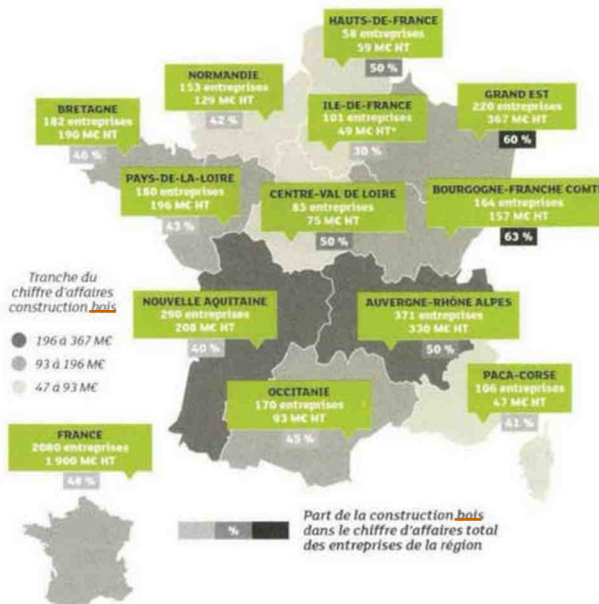 HAUTS-DE-FRANCE
58 entreprises
59 M€ HT
50 %
NORMANDIE
153 entreprises
129 M€ HT
42 %
ILE-DE-FRANCE
101 entreprises
49 M€ HT*
30 %
GRAND EST
220 entreprises
367 M€ HT
60 %
BRETAGNE
182 entreprises
190 M€ HT
46 %
PAYS-DE-LA-LOIRE
180 entreprises
196 M€ HT
43 %
CENTRE-VAL DE LOIRE
83 entreprises
75 M€ HT
50 %
BOURGOGNE-FRANCHE COMT
164 entreprises
157 M€ HT
63 %
Tranche du
chiffre d'affaires
construction bois
196 à 367 M€
93 à 196 M€
47 à 93 M€
NOUVELLE AQUITAINE
290 entreprises
208 M€ HT
40 %
AUVERGNE-RHÔNE ALPES
371 entreprises
330 M€ HT
50 %
OCCITANIE
170 entreprises
93 M€ HT
45 %
PACA-CORSE
106 entreprises
47 M€ HT
41 %
FRANCE
2080 entreprises
1 900 M€ HT
48 %
%
Part de la construction bois
dans le chiffre d'affaires total
des entreprises de la région